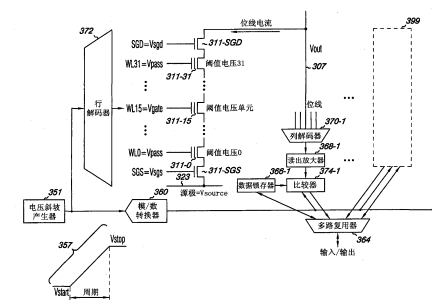 372
399
位线电流
SGD=Vsgd
311-SGD
Vout
WL31=Vpass
阈值电压31
311-31
307
行解码器
WL15=Vgate
阈值电压单元
311-15
位线
370-1
列解码器
368-1
WL0=Vpass
阈值电压0
311-0
读出放大器
SGS=Vsgs
311-SGS
366-1
374-1
323
数据锁存器
比较器
源极=Vsource
351
360
电压斜坡产生器
模/数转换器
多路复用器
364
357
Vstop
输入/输出
Vstart
周期